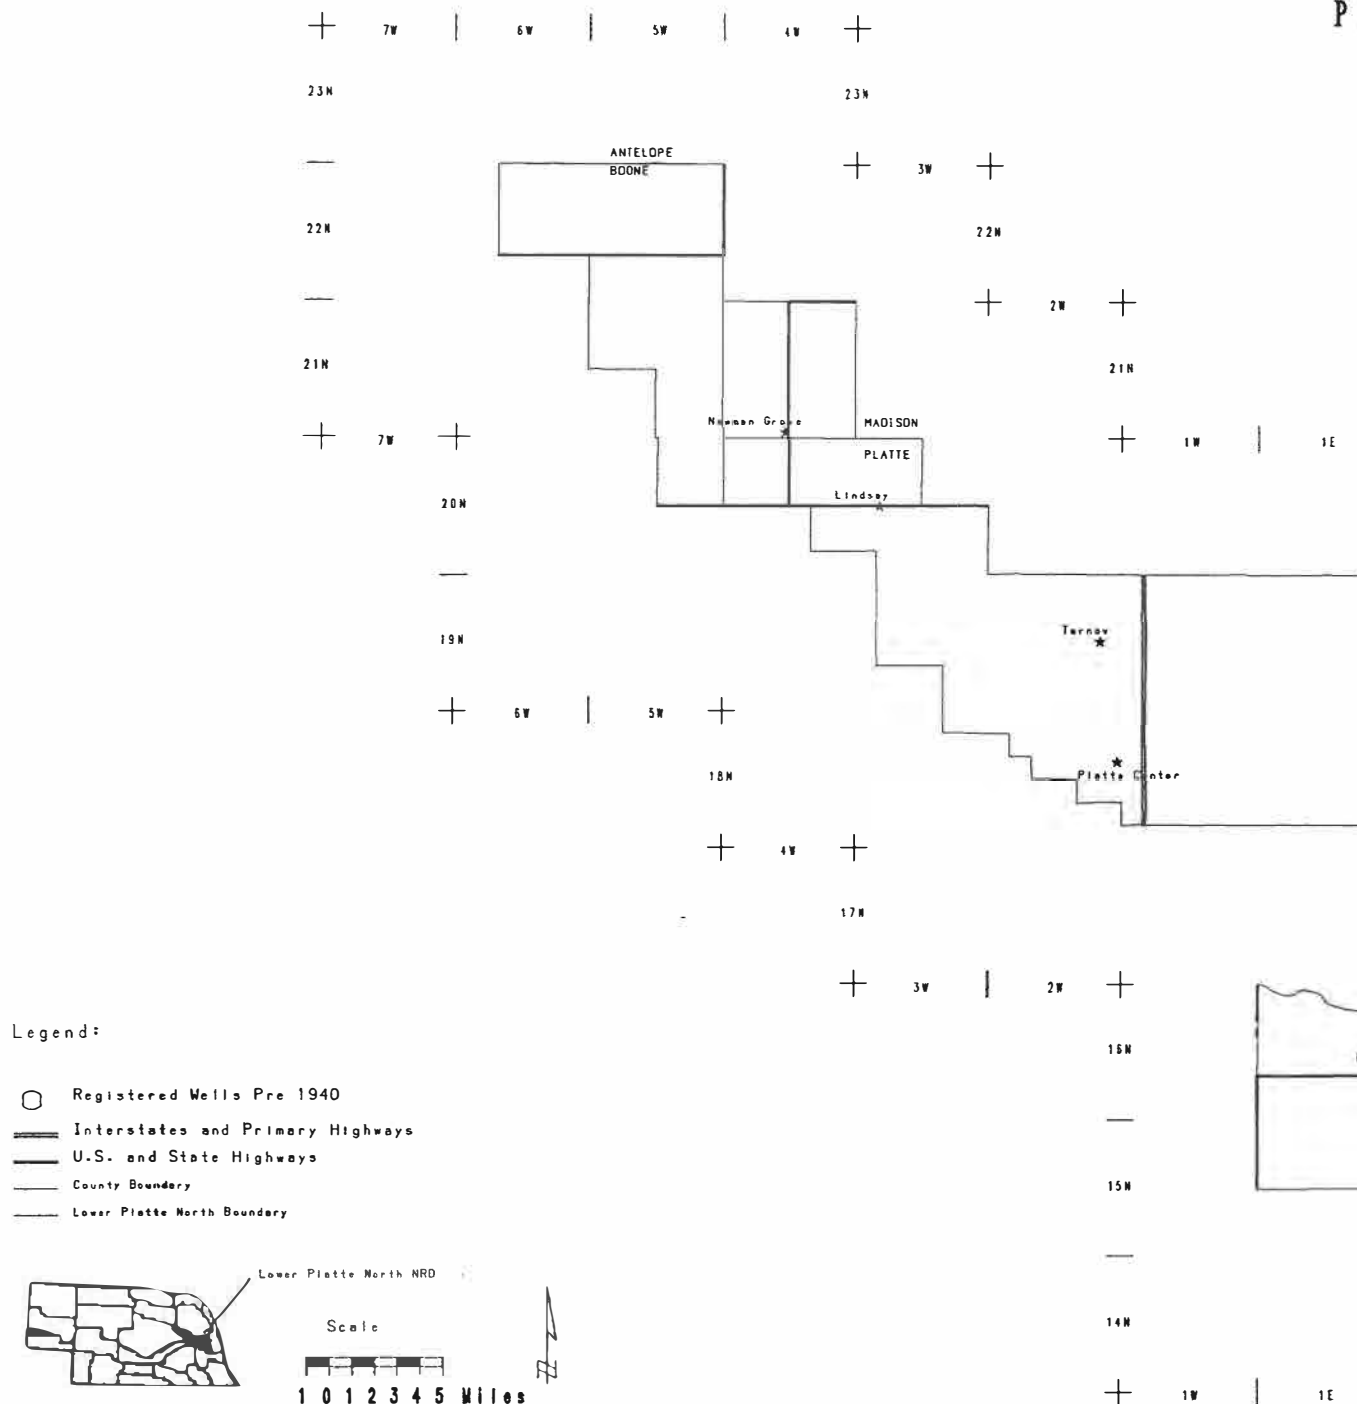 P
7W 6W 5W 4W
23N 23N
ANTELOPE
BOONE
3W
22N 22N
2W
21N 21N
Newman Grove
MADISON
7W 1W 1E
PLATTE
Lindsay
20N
Tarnov
19N
6W 5W
Platte Center
18N
4W
17N
3W 2W
Legend:
16N
Registered Wells Pre 1940
Interstates and Primary Highways
U.S. and State Highways
County Boundary
15N
Lower Platte North Boundary
Lower Platte North NRD
Scale
14N
1 0 1 2 3 4 5 Miles
1W 1E